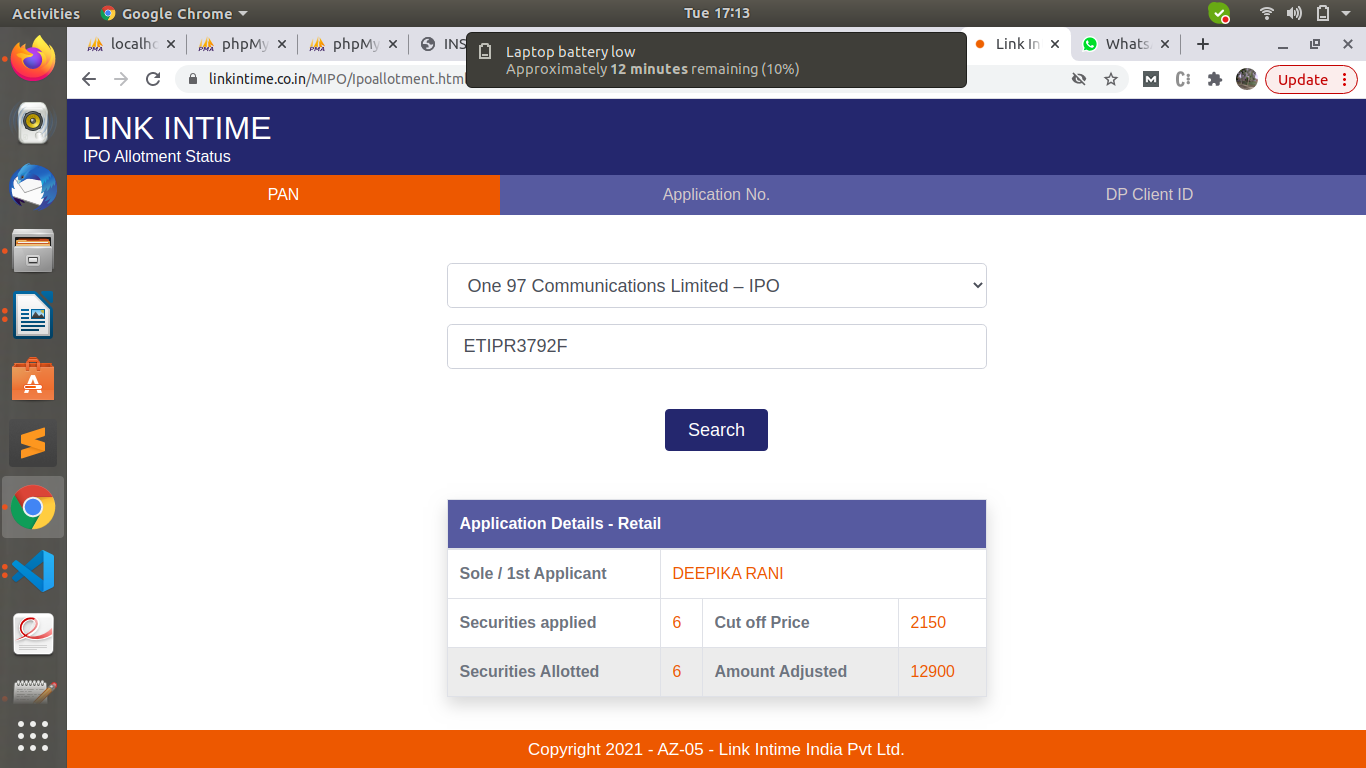 Activities Google Chrome Tue 17:13
localho phpMy phpMy INS Link In Whats
Laptop battery low
Approximately 12 minutes remaining (10%)
linkintime.co.in/MIPO/Ipoallotment.html Update
LINK INTIME
IPO Allotment Status
PAN Application No. DP Client ID
One 97 Communications Limited – IPO
ETIPR3792F
Search
Application Details - Retail
Sole / 1st Applicant DEEPIKA RANI
Securities applied 6 Cut off Price 2150
Securities Allotted 6 Amount Adjusted 12900
Copyright 2021 - AZ-05 - Link Intime India Pvt Ltd.